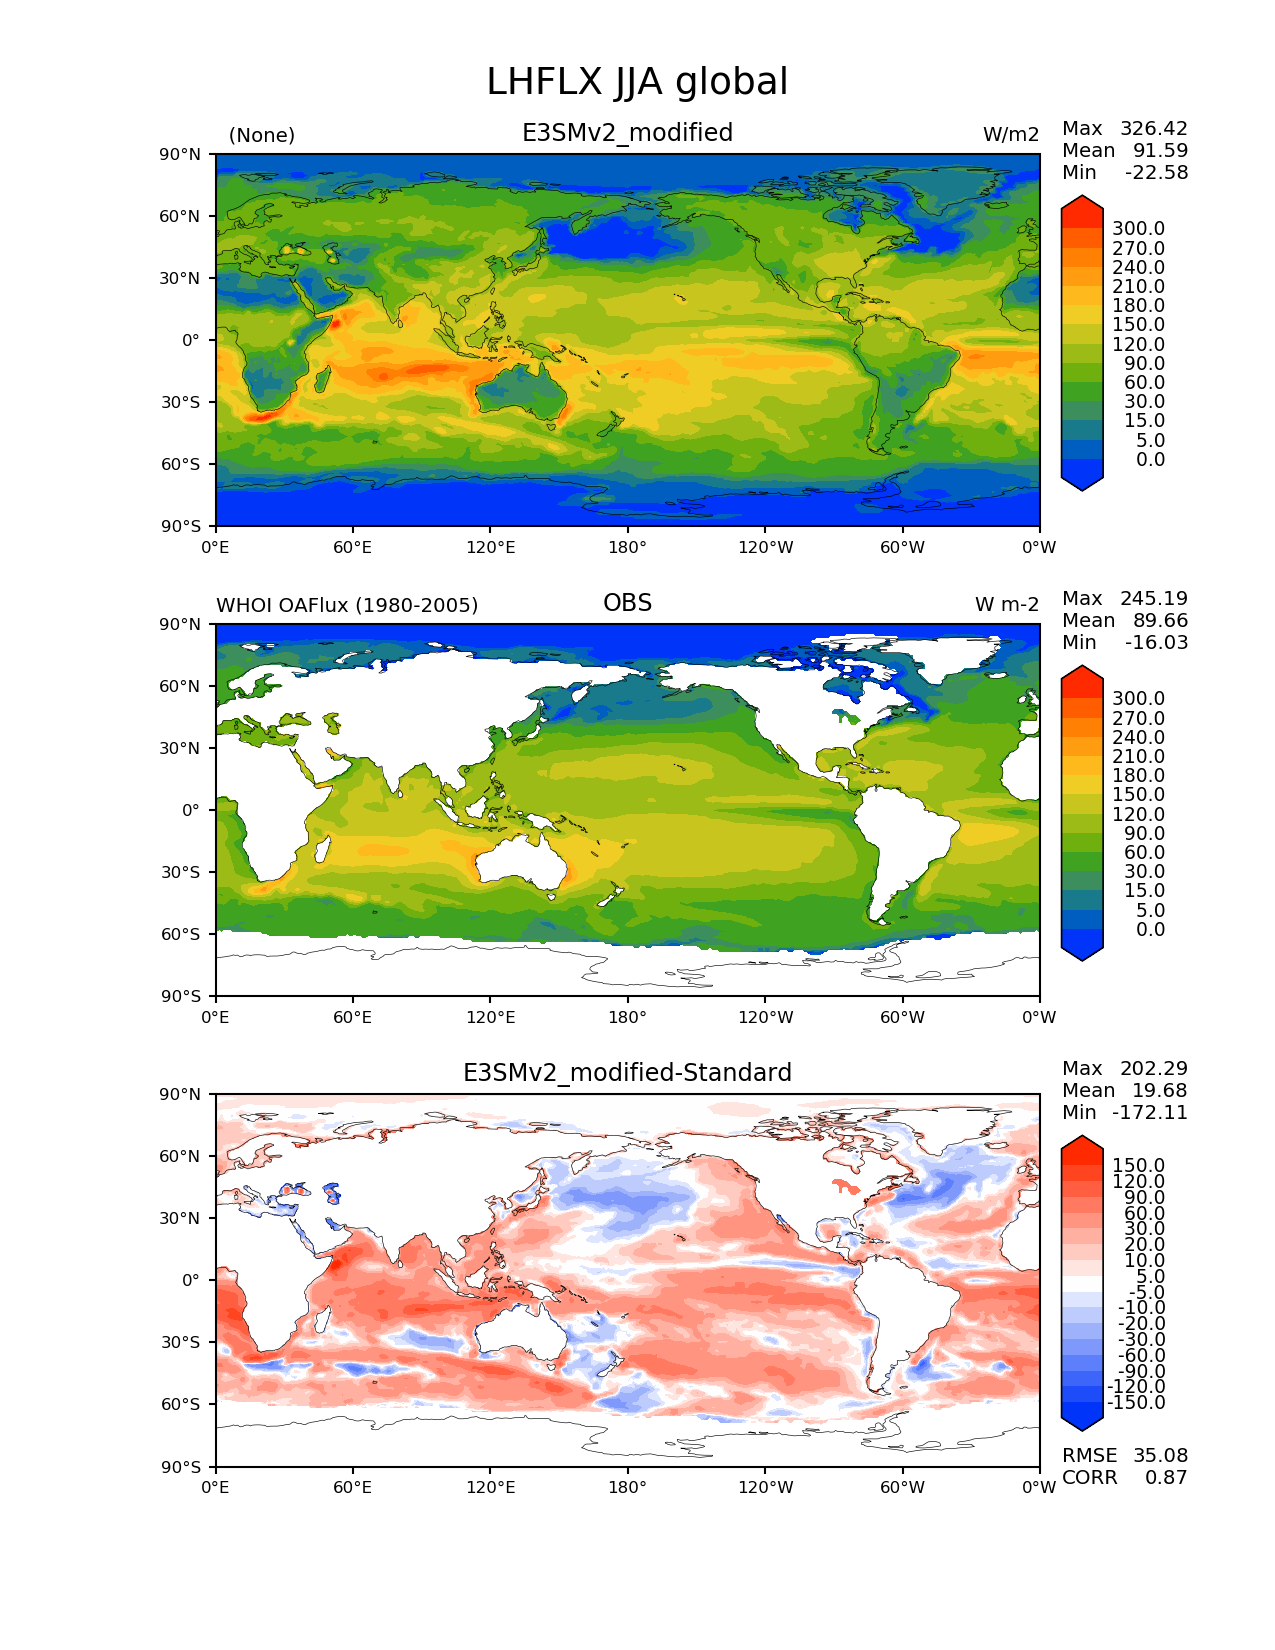 LHFLX JJA global
(None) E3SMv2_modified W/m2
Max 326.42
Mean 91.59
Min -22.58
90°N
60°N
30°N
0°
30°S
60°S
90°S
0°E 60°E 120°E 180° 120°W 60°W 0°W
300.0
270.0
240.0
210.0
180.0
150.0
120.0
90.0
60.0
30.0
15.0
5.0
0.0
WHOI OAFlux (1980-2005) OBS W m-2
Max 245.19
Mean 89.66
Min -16.03
90°N
60°N
30°N
0°
30°S
60°S
90°S
0°E 60°E 120°E 180° 120°W 60°W 0°W
300.0
270.0
240.0
210.0
180.0
150.0
120.0
90.0
60.0
30.0
15.0
5.0
0.0
E3SMv2_modified-Standard
Max 202.29
Mean 19.68
Min -172.11
90°N
60°N
30°N
0°
30°S
60°S
90°S
0°E 60°E 120°E 180° 120°W 60°W 0°W
150.0
120.0
90.0
60.0
30.0
20.0
10.0
5.0
-5.0
-10.0
-20.0
-30.0
-60.0
-90.0
-120.0
-150.0
RMSE 35.08
CORR 0.87